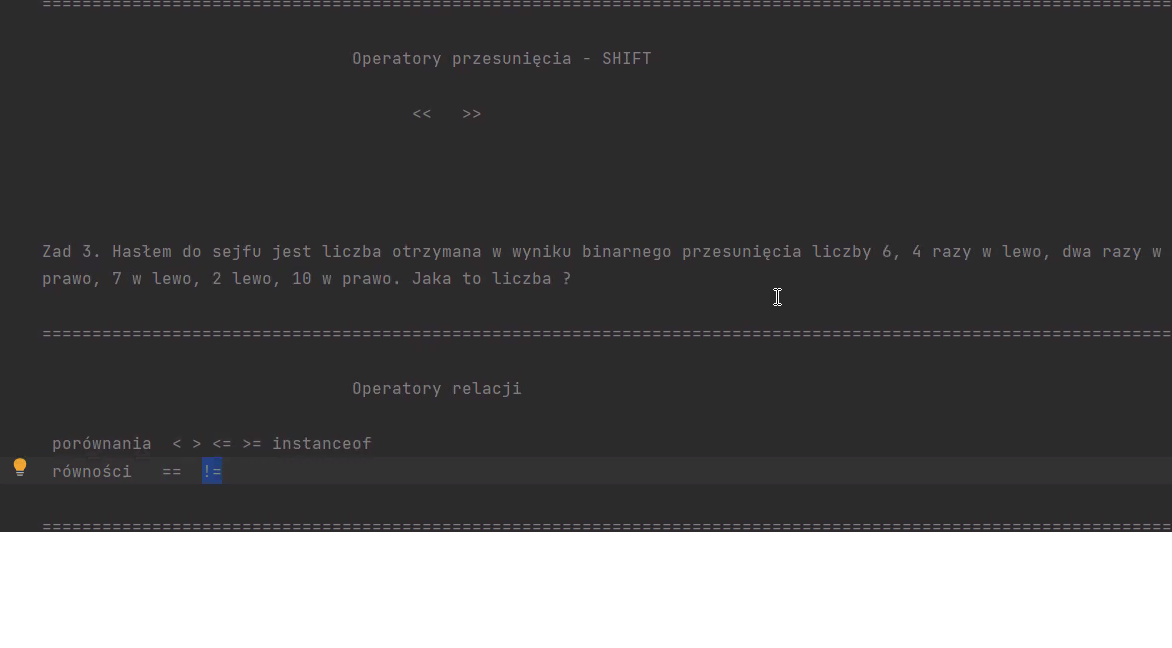 ================================================================================
Operatory przesunięcia - SHIFT
<< >>
Zad 3. Hasłem do sejfu jest liczba otrzymana w wyniku binarnego przesunięcia liczby 6, 4 razy w lewo, dwa razy w
prawo, 7 w lewo, 2 lewo, 10 w prawo. Jaka to liczba ?
================================================================================
Operatory relacji
porównania < > <= >= instanceof
równości == !=
================================================================================